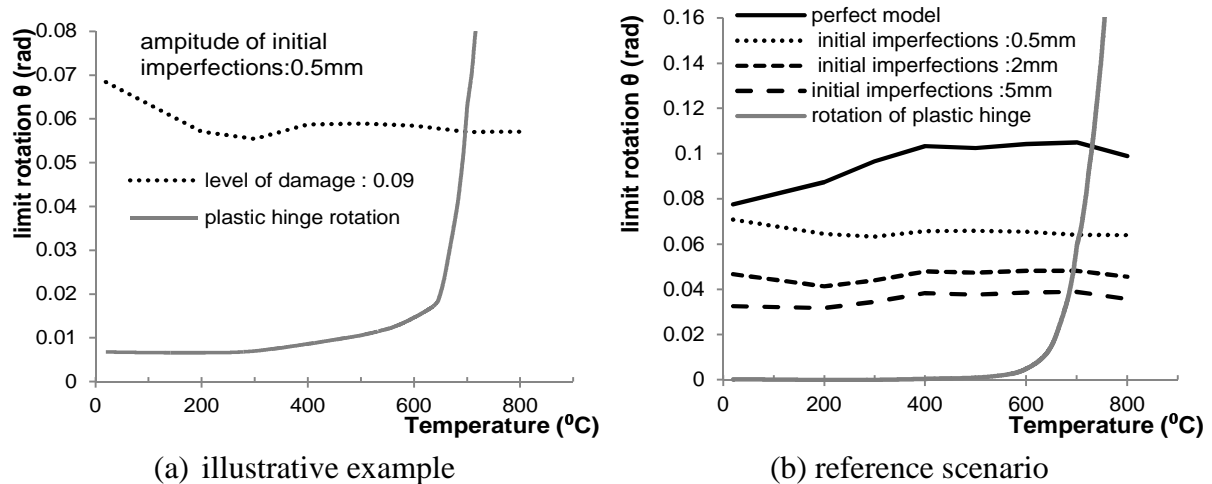 0.08
0.07
0.06
0.05
0.04
0.03
0.02
0.01
0
limit rotation θ (rad)
ampitude of initial
imperfections:0.5mm
level of damage : 0.09
plastic hinge rotation
0
200
400
600
800
Temperature (⁰C)
(a) illustrative example
0.16
0.14
0.12
0.1
0.08
0.06
0.04
0.02
0
limit rotation θ (rad)
perfect model
initial imperfections :0.5mm
initial imperfections :2mm
initial imperfections :5mm
rotation of plastic hinge
0
200
400
600
800
Temperature (⁰C)
(b) reference scenario